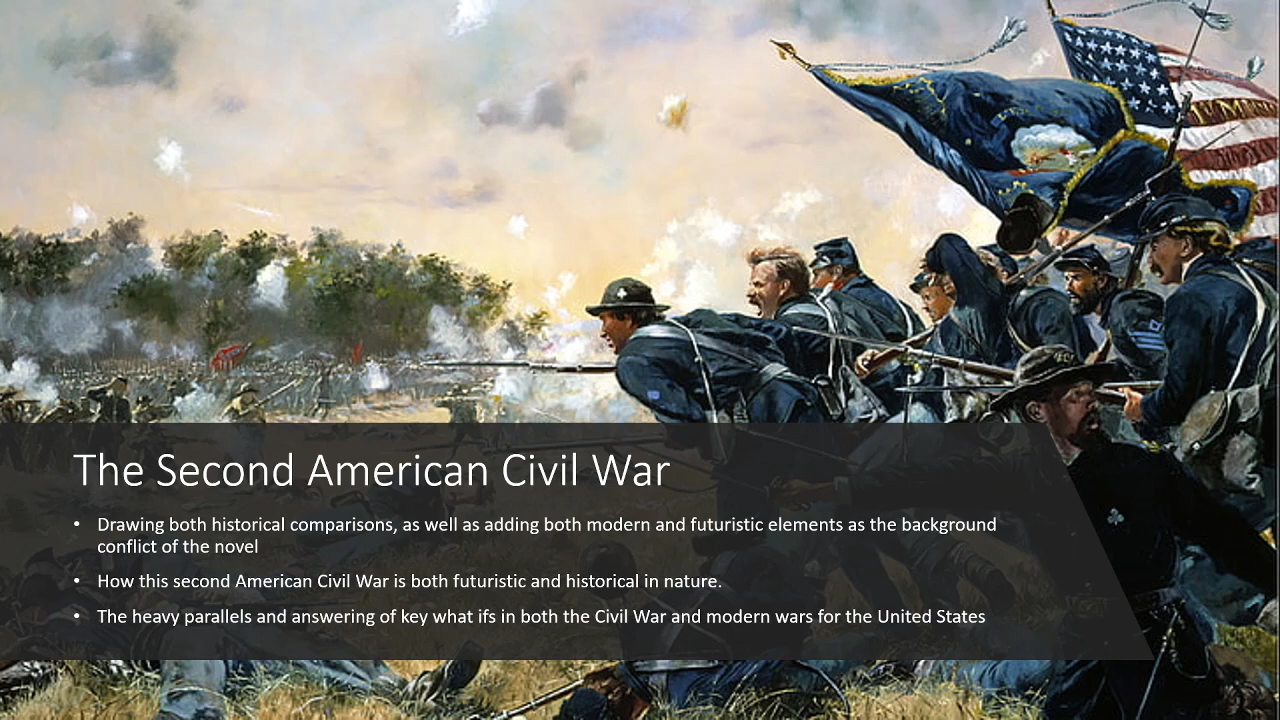 The Second American Civil War
• Drawing both historical comparisons, as well as adding both modern and futuristic elements as the background
conflict of the novel
• How this second American Civil War is both futuristic and historical in nature.
• The heavy parallels and answering of key what ifs in both the Civil War and modern wars for the United States